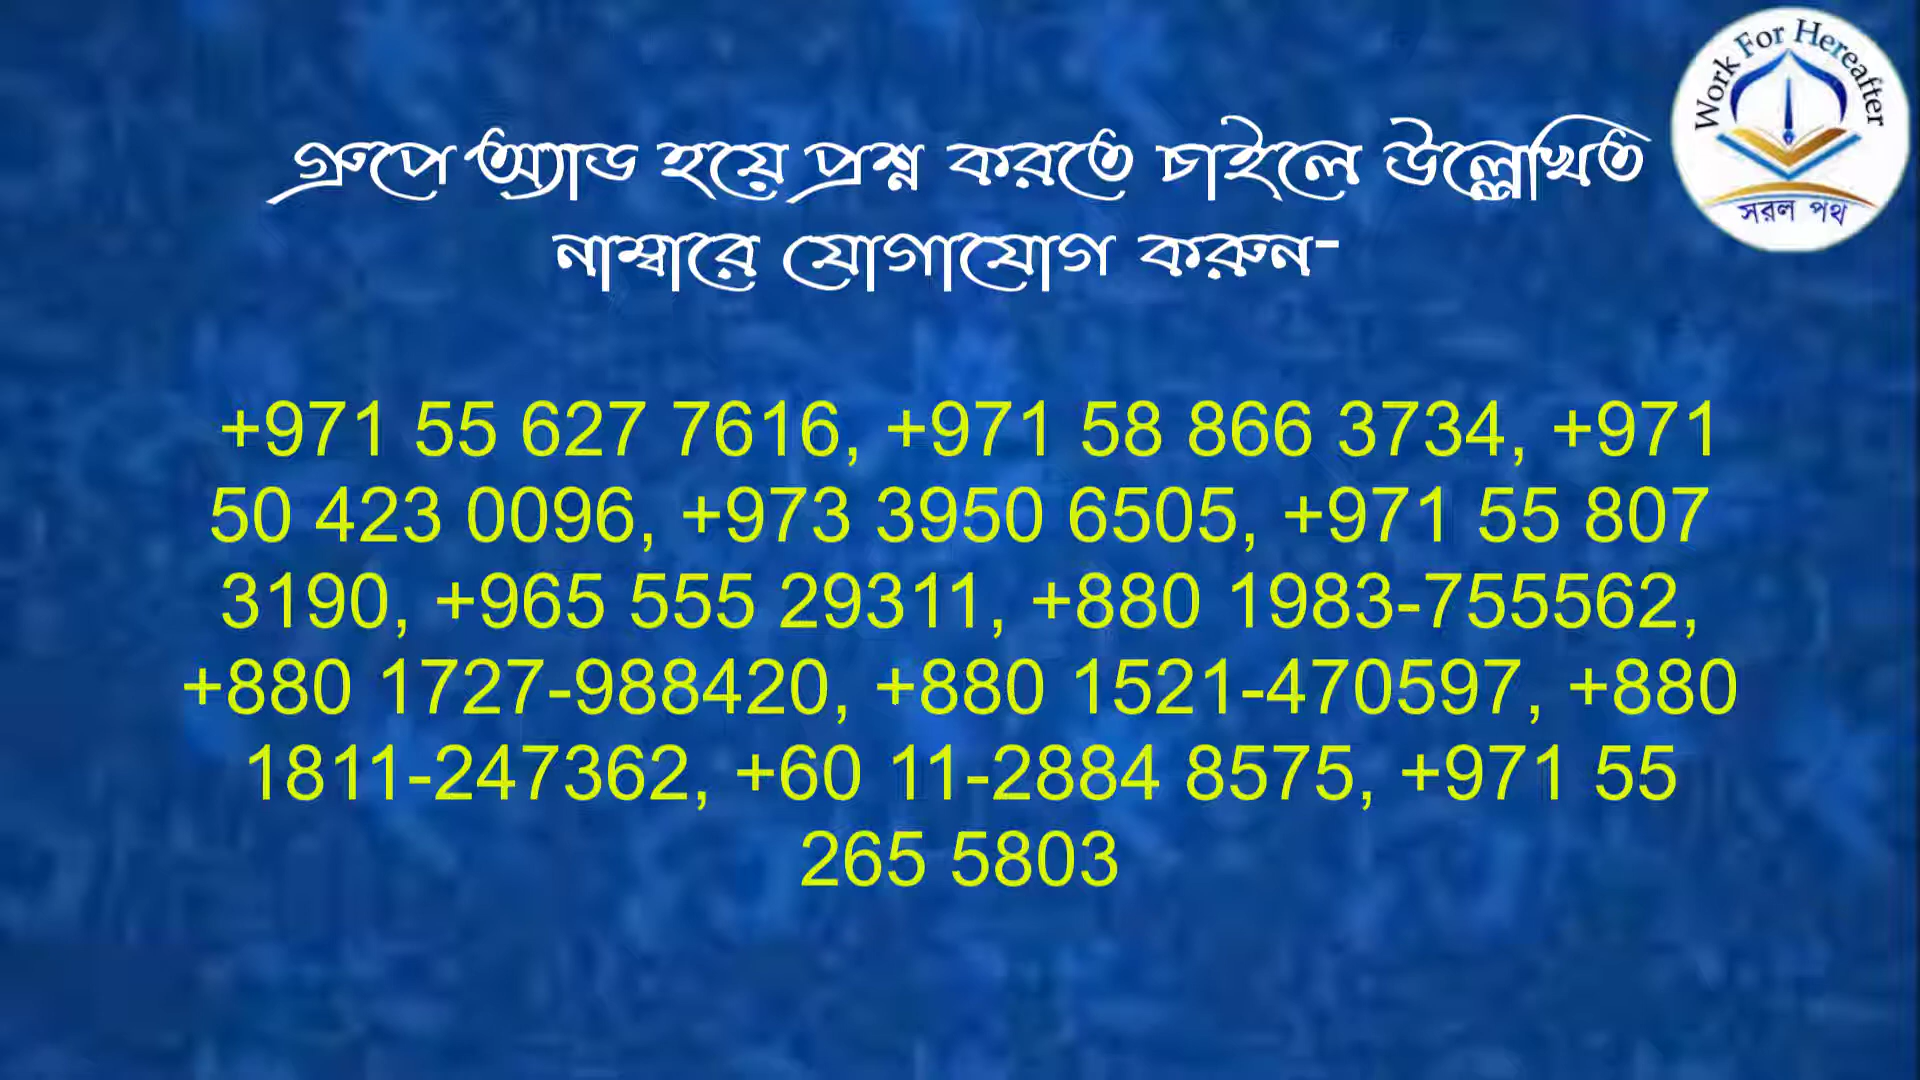 Work For Hereafter
সরল পথ
গ্রুপে অ্যাড হয়ে প্রশ্ন করতে চাইলে উল্লেখিত
নাম্বারে যোগাযোগ করুন-
+971 55 627 7616, +971 58 866 3734, +971
50 423 0096, +973 3950 6505, +971 55 807
3190, +965 555 29311, +880 1983-755562,
+880 1727-988420, +880 1521-470597, +880
1811-247362, +60 11-2884 8575, +971 55
265 5803